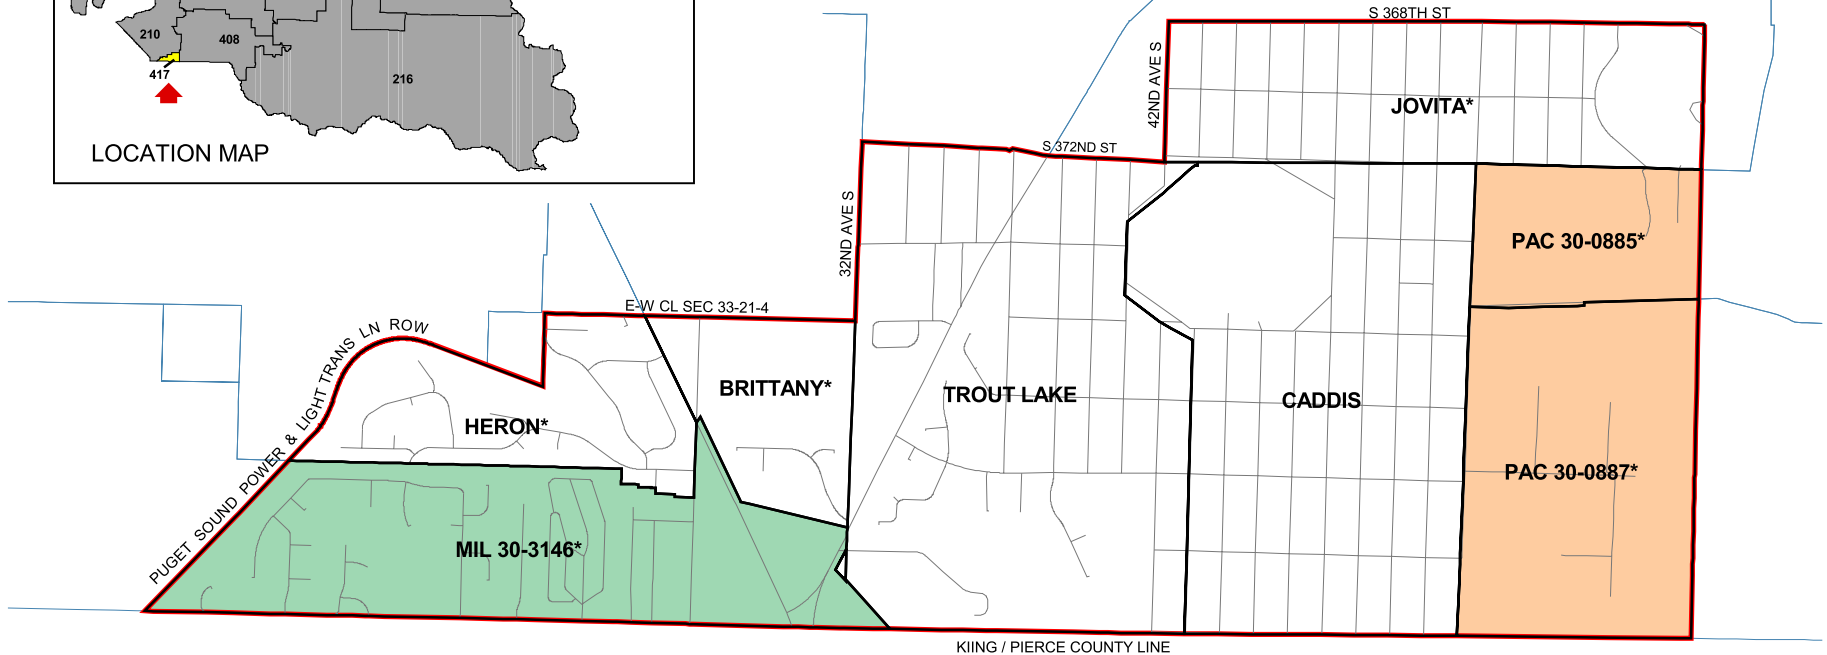 210
408
417
216
LOCATION MAP
S 368TH ST
42ND AVE S
JOVITA*
S 372ND ST
32ND AVE S
PAC 30-0885*
E-W CL SEC 33-21-4
PUGET SOUND POWER & LIGHT TRANS LN ROW
BRITTANY*
TROUT LAKE
CADDIS
HERON*
PAC 30-0887*
MIL 30-3146*
KIING / PIERCE COUNTY LINE